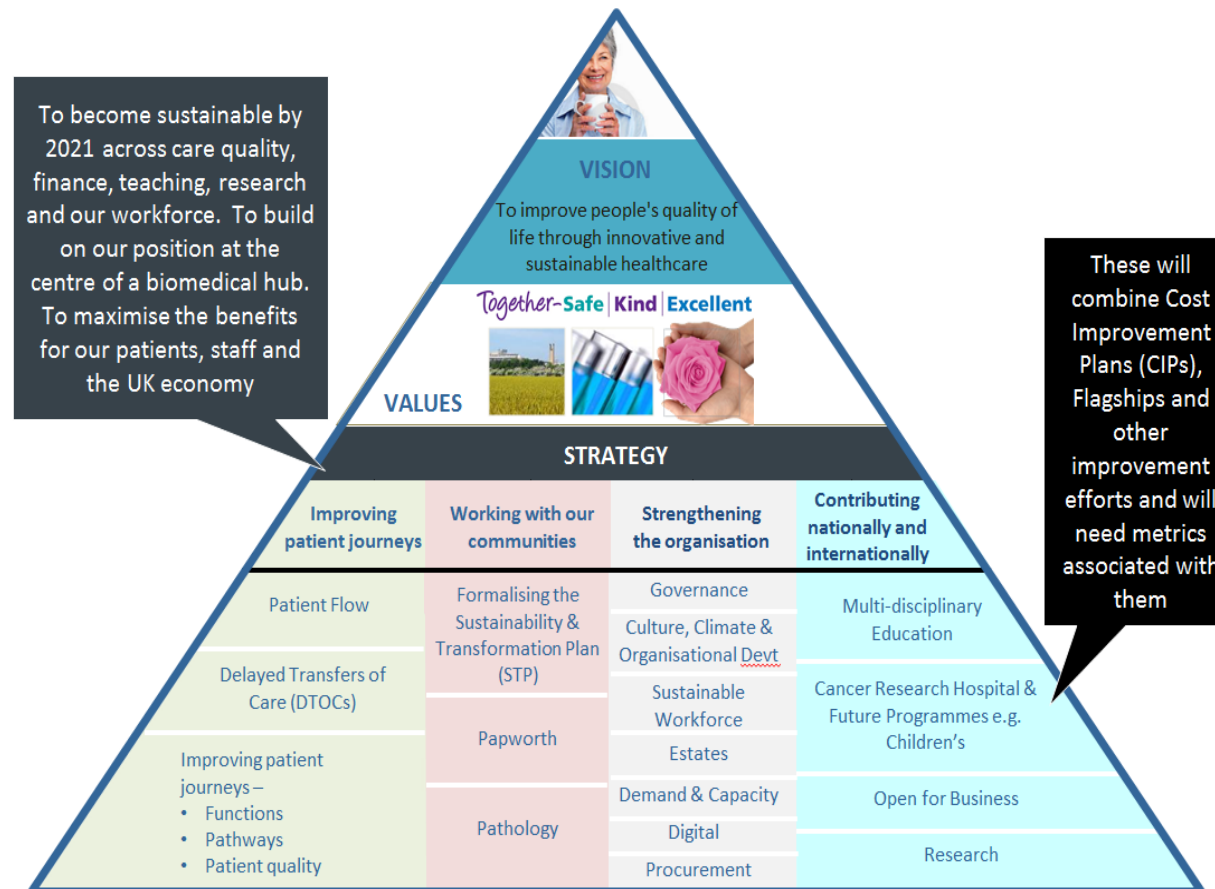 To become sustainable by
2021 across care quality,
finance, teaching, research
and our workforce. To build
on our position at the
centre of a biomedical hub.
To maximise the benefits
for our patients, staff and
the UK economy
VISION
To improve people's quality of
life through innovative and
sustainable healthcare
Together-Safe|Kind|Excellent
VALUES
These will
combine Cost
Improvement
Plans (CIPs),
Flagships and
other
improvement
efforts and will
need metrics
associated with
them
STRATEGY
Improving
patient journeys
Patient Flow
Delayed Transfers of
Care (DTOCs)
Improving patient
journeys –
• Functions
• Pathways
• Patient quality
Working with our
communities
Formalising the
Sustainability &
Transformation Plan
(STP)
Papworth
Pathology
Strengthening
the organisation
Governance
Culture, Climate &
Organisational Devt
Sustainable
Workforce
Estates
Demand & Capacity
Digital
Procurement
Contributing
nationally and
internationally
Multi-disciplinary
Education
Cancer Research Hospital &
Future Programmes e.g.
Children's
Open for Business
Research